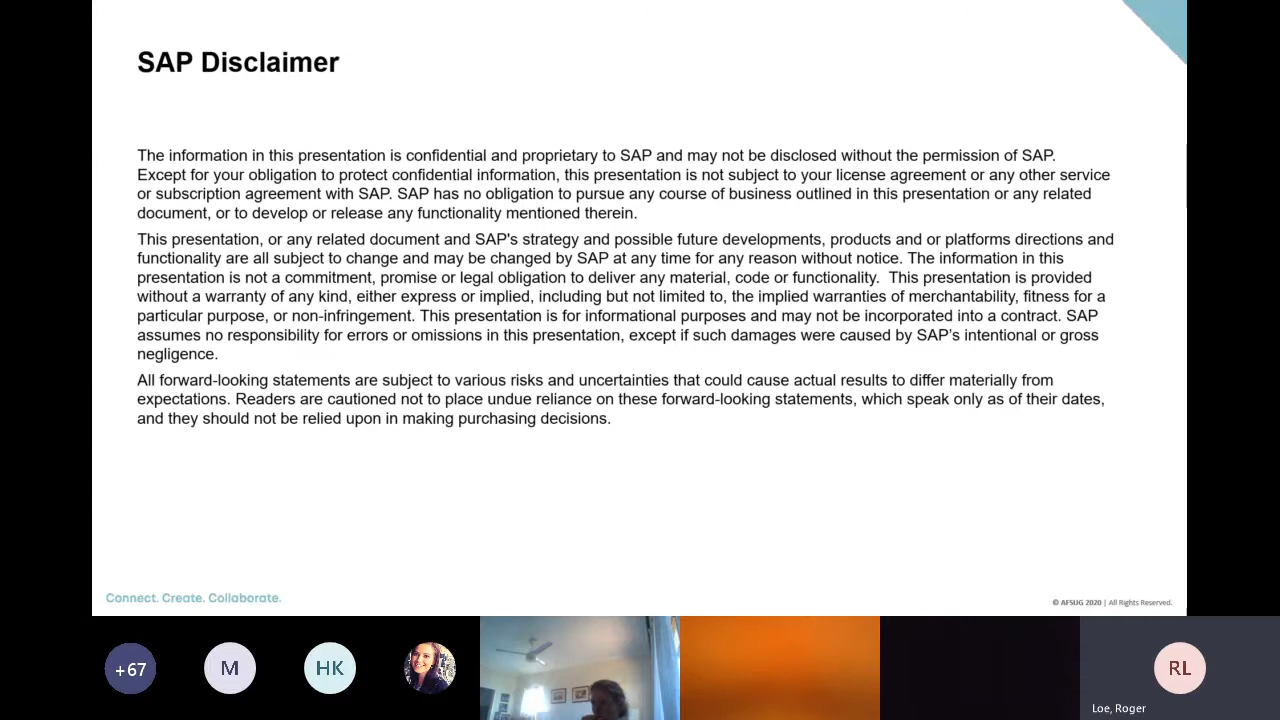 SAP Disclaimer
The information in this presentation is confidential and proprietary to SAP and may not be disclosed without the permission of SAP.
Except for your obligation to protect confidential information, this presentation is not subject to your license agreement or any other service
or subscription agreement with SAP. SAP has no obligation to pursue any course of business outlined in this presentation or any related
document, or to develop or release any functionality mentioned therein.
This presentation, or any related document and SAP's strategy and possible future developments, products and or platforms directions and
functionality are all subject to change and may be changed by SAP at any time for any reason without notice. The information in this
presentation is not a commitment, promise or legal obligation to deliver any material, code or functionality.  This presentation is provided
without a warranty of any kind, either express or implied, including but not limited to, the implied warranties of merchantability, fitness for a
particular purpose, or non-infringement. This presentation is for informational purposes and may not be incorporated into a contract. SAP
assumes no responsibility for errors or omissions in this presentation, except if such damages were caused by SAP’s intentional or gross
negligence.
All forward-looking statements are subject to various risks and uncertainties that could cause actual results to differ materially from
expectations. Readers are cautioned not to place undue reliance on these forward-looking statements, which speak only as of their dates,
and they should not be relied upon in making purchasing decisions.
Connect. Create. Collaborate.
© AFSUG 2020 | All Rights Reserved.
+67
M
HK
RL
Loe, Roger